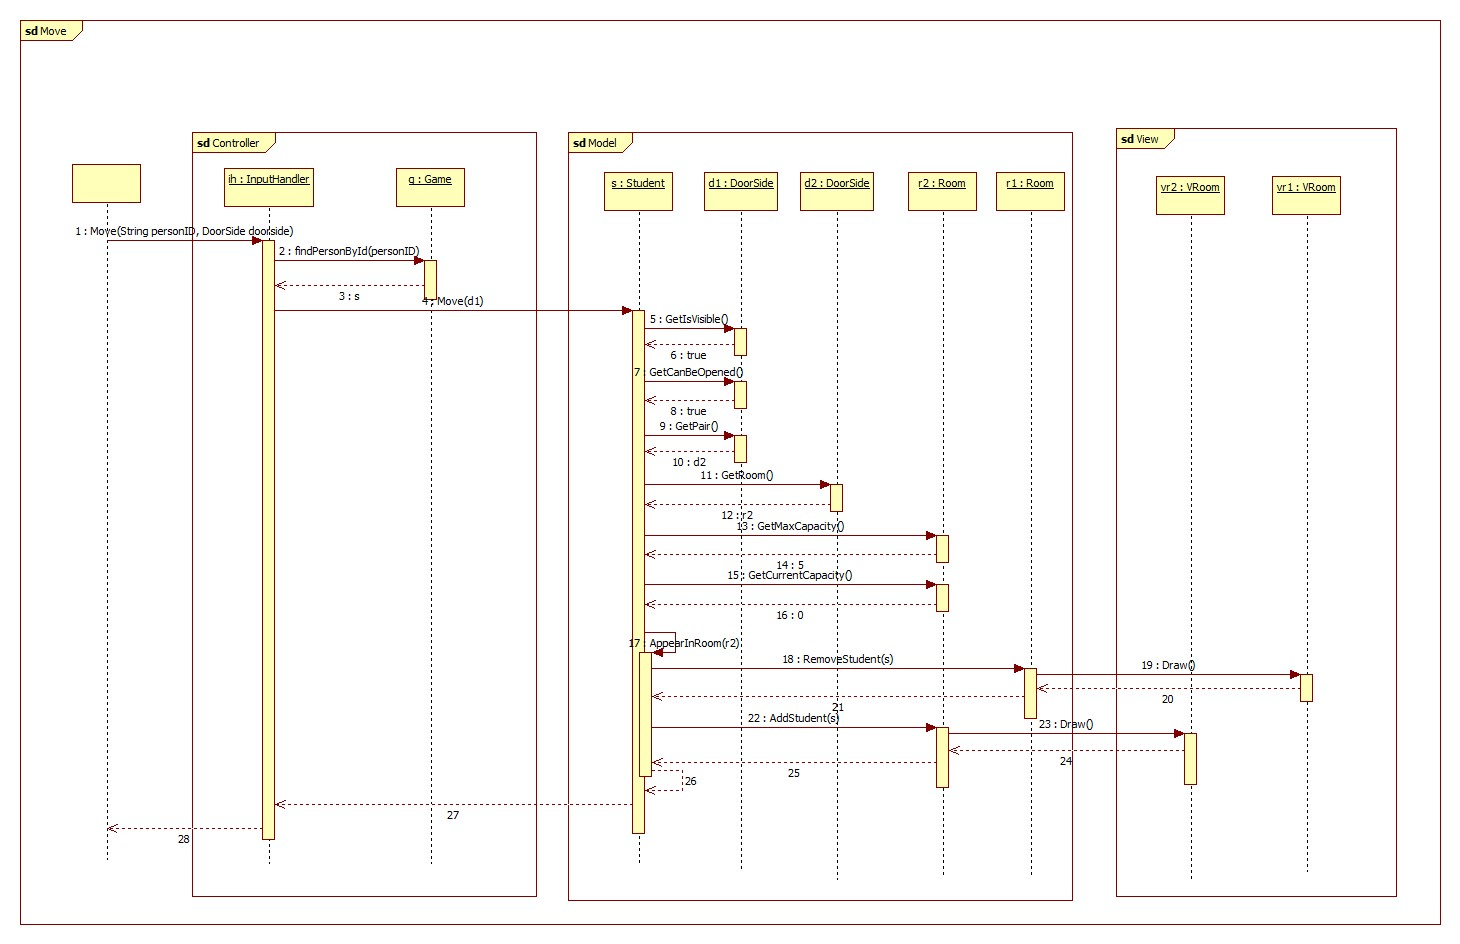 sd Move
sd Controller
sd Model
sd View
ih : InputHandler
g : Game
s : Student
d1 : DoorSide
d2 : DoorSide
r2 : Room
r1 : Room
vr2 : VRoom
vr1 : VRoom
1 : Move(String personID, DoorSide doorside)
2 : findPersonById(personID)
3 : s
4 : Move(d1)
5 : GetIsVisible()
6 : true
7 : GetCanBeOpened()
8 : true
9 : GetPair()
10 : d2
11 : GetRoom()
12 : r2
13 : GetMaxCapacity()
14 : 5
15 : GetCurrentCapacity()
16 : 0
17 : AppearInRoom(r2)
18 : RemoveStudent(s)
19 : Draw()
20
21
22 : AddStudent(s)
23 : Draw()
24
25
26
27
28